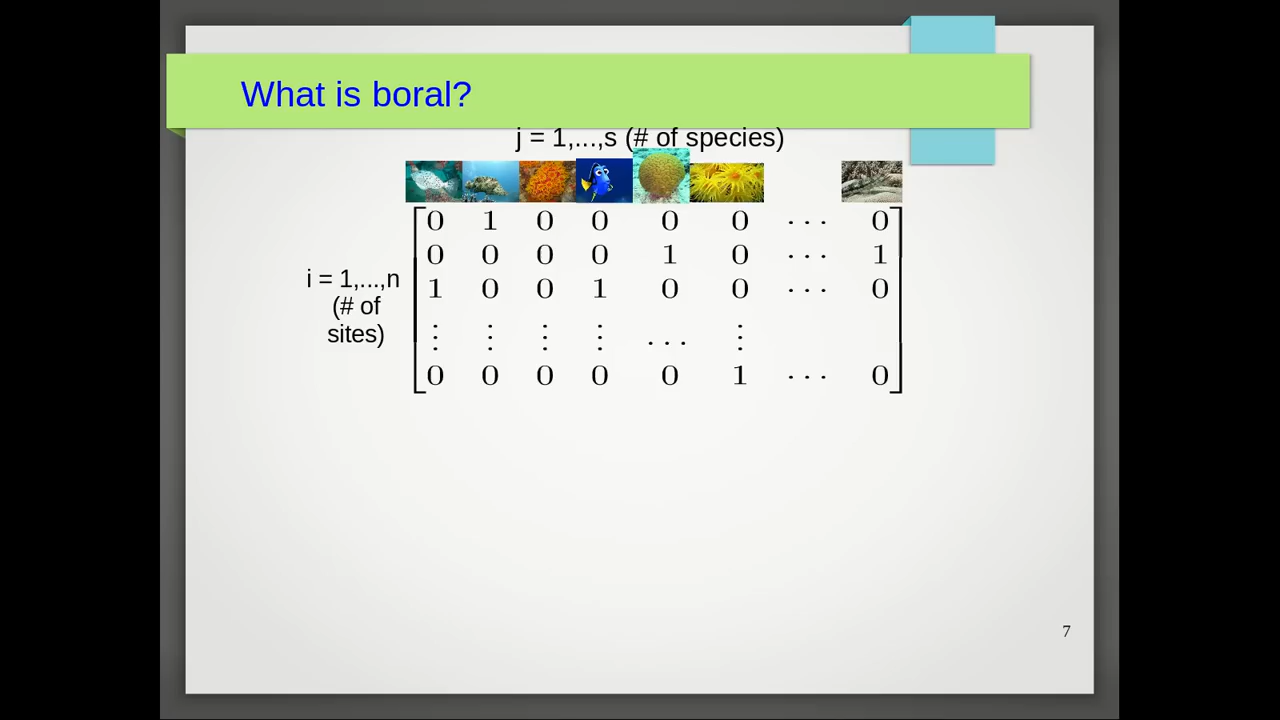 What is boral?
j = 1,...,s (# of species)
0 1 0 0 0 0 ··· 0
0 0 0 0 1 0 ··· 1
i = 1,...,n
1 0 0 1 0 0 ··· 0
(# of
sites)
⋮ ⋮ ⋮ ⋮ ··· ⋮
0 0 0 0 0 1 ··· 0
7